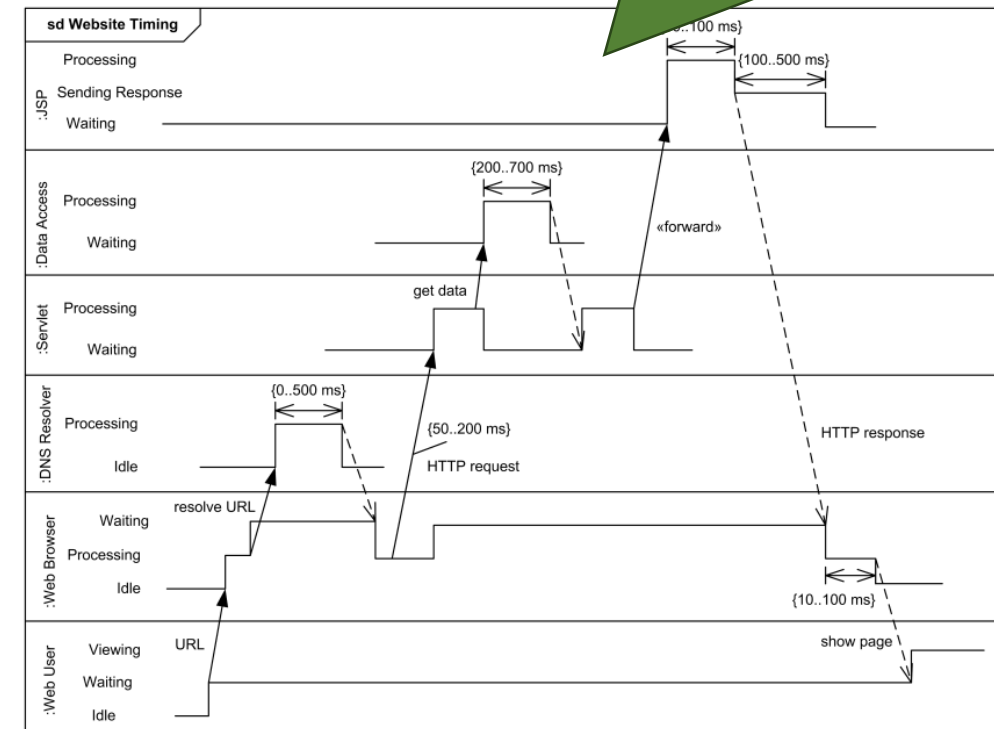 sd Website Timing
:JSP
Processing
Sending Response
Waiting
..100 ms}
{100..500 ms}
:Data Access
Processing
Waiting
{200..700 ms}
«forward»
:Servlet
Processing
Waiting
get data
:DNS Resolver
Processing
Idle
{0..500 ms}
{50..200 ms}
HTTP request
HTTP response
:Web Browser
Waiting
Processing
Idle
resolve URL
{10..100 ms}
:Web User
Viewing
Waiting
Idle
URL
show page